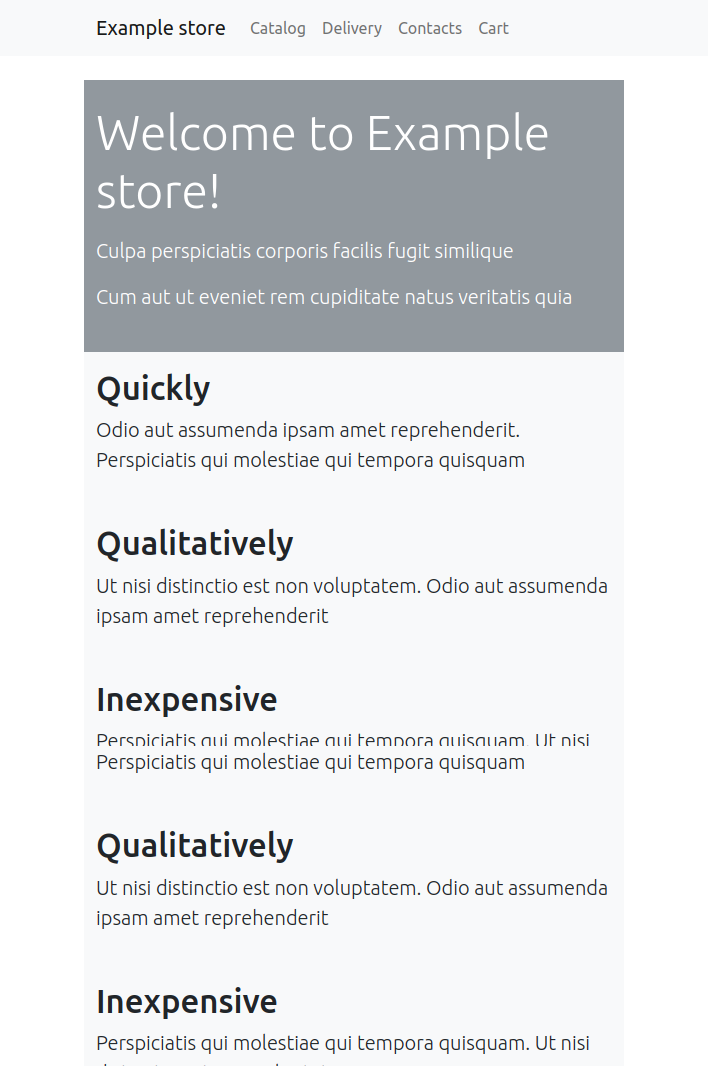 Example store Catalog Delivery Contacts Cart
Welcome to Example
store!
Culpa perspiciatis corporis facilis fugit similique
Cum aut ut eveniet rem cupiditate natus veritatis quia
Quickly
Odio aut assumenda ipsam amet reprehenderit.
Perspiciatis qui molestiae qui tempora quisquam
Qualitatively
Ut nisi distinctio est non voluptatem. Odio aut assumenda
ipsam amet reprehenderit
Inexpensive
Perspiciatis qui molestiae qui tempora quisquam. Ut nisi
Perspiciatis qui molestiae qui tempora quisquam
Qualitatively
Ut nisi distinctio est non voluptatem. Odio aut assumenda
ipsam amet reprehenderit
Inexpensive
Perspiciatis qui molestiae qui tempora quisquam. Ut nisi